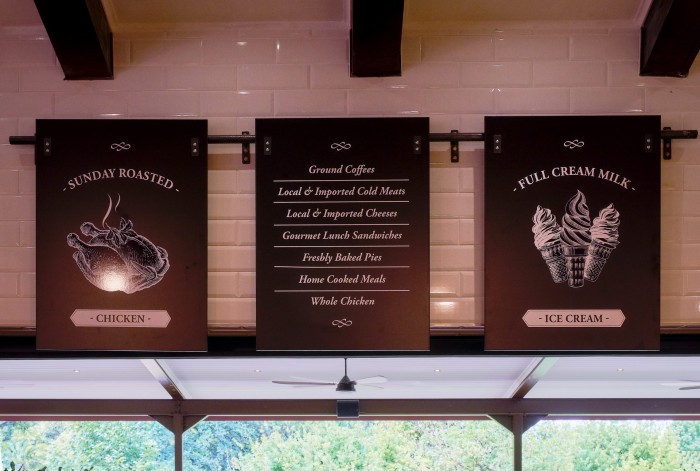 - SUNDAY ROASTED -
- CHICKEN -
Ground Coffees
Local & Imported Cold Meats
Local & Imported Cheeses
Gourmet Lunch Sandwiches
Freshly Baked Pies
Home Cooked Meals
Whole Chicken
- FULL CREAM MILK -
- ICE CREAM -